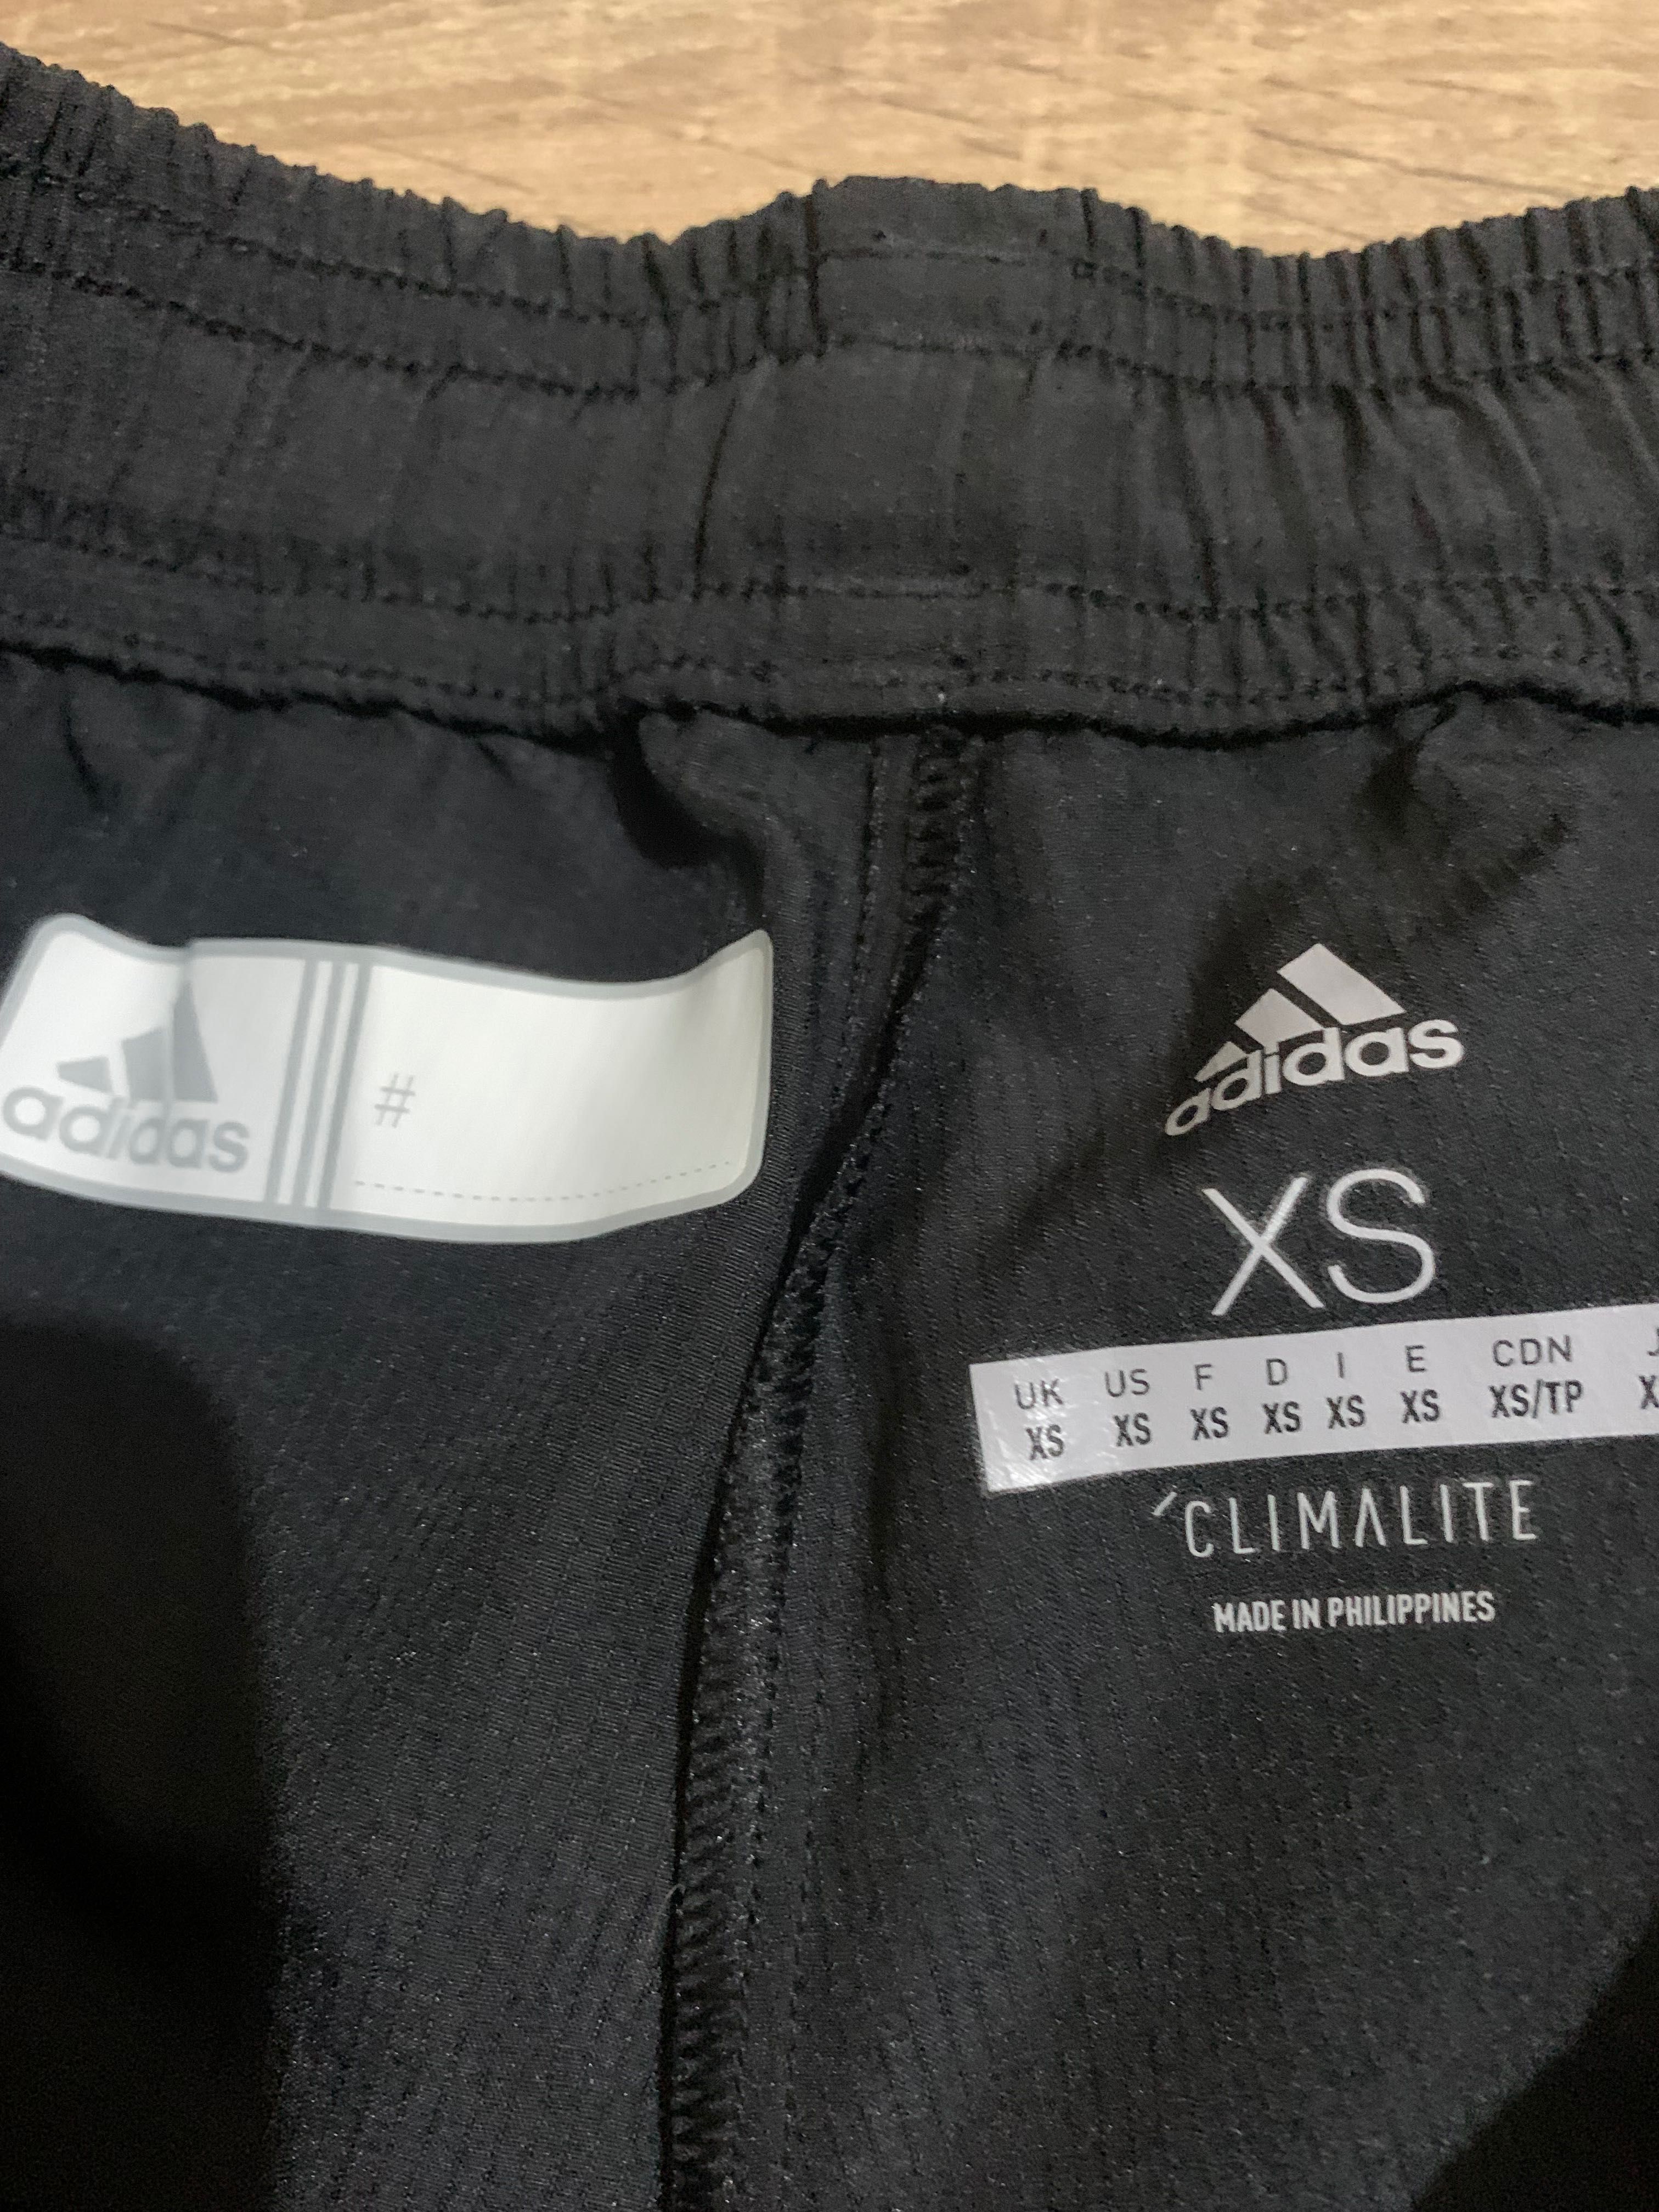 adidas #
adidas
XS
UK US F D I E CDN
XS XS XS XS XS XS XS/TP
CLIMALITE
MADE IN PHILIPPINES